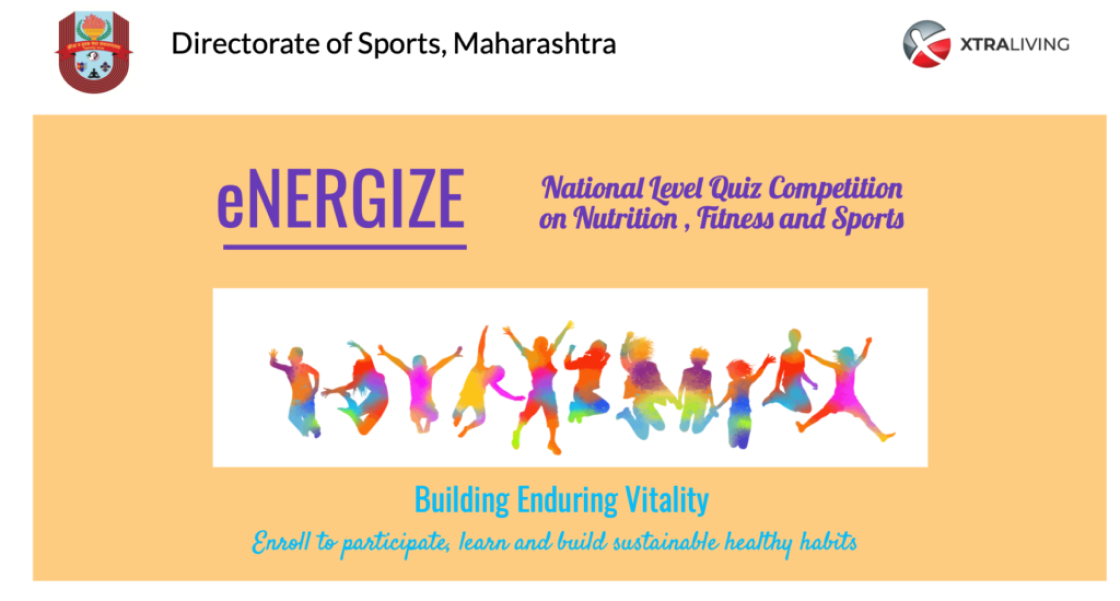 Directorate of Sports, Maharashtra
XTRALIVING
eNERGIZE
National Level Quiz Competition
on Nutrition , Fitness and Sports
Building Enduring Vitality
Enroll to participate, learn and build sustainable healthy habits